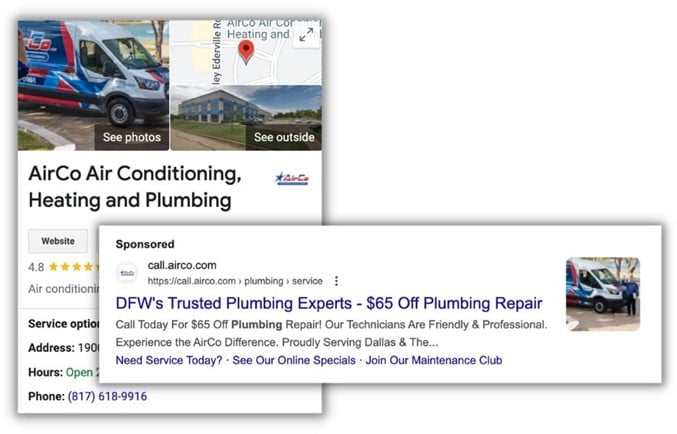 AirCo Air
Heating and
ley Ederville R
See photos
See outside
AirCo Air Conditioning,
Heating and Plumbing
AirCo
Website
4.8
Air conditionin
Service option
Address: 190
Hours: Open 2
Phone: (817) 618-9916
Sponsored
call.airco.com
https://call.airco.com › plumbing › service
DFW's Trusted Plumbing Experts - $65 Off Plumbing Repair
Call Today For $65 Off Plumbing Repair! Our Technicians Are Friendly & Professional.
Experience the AirCo Difference. Proudly Serving Dallas & The...
Need Service Today? · See Our Online Specials · Join Our Maintenance Club